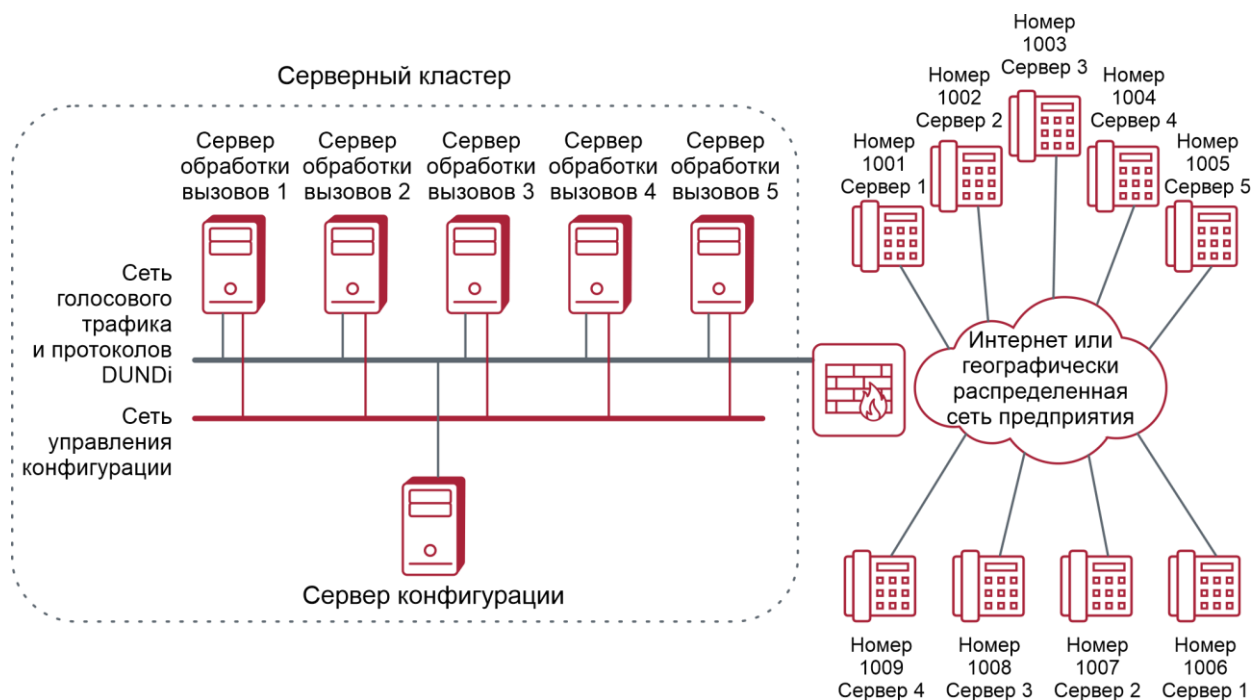 Серверный кластер
Сервер
обработки
вызовов 1
Сервер
обработки
вызовов 2
Сервер
обработки
вызовов 3
Сервер
обработки
вызовов 4
Сервер
обработки
вызовов 5
Сеть
голосового
трафика
и протоколов
DUNDi
Сеть
управления
конфигурации
Сервер конфигурации
Номер
1001
Сервер 1
Номер
1002
Сервер 2
Номер
1003
Сервер 3
Номер
1004
Сервер 4
Номер
1005
Сервер 5
Интернет или
географически
распределенная
сеть предприятия
Номер
1009
Сервер 4
Номер
1008
Сервер 3
Номер
1007
Сервер 2
Номер
1006
Сервер 1